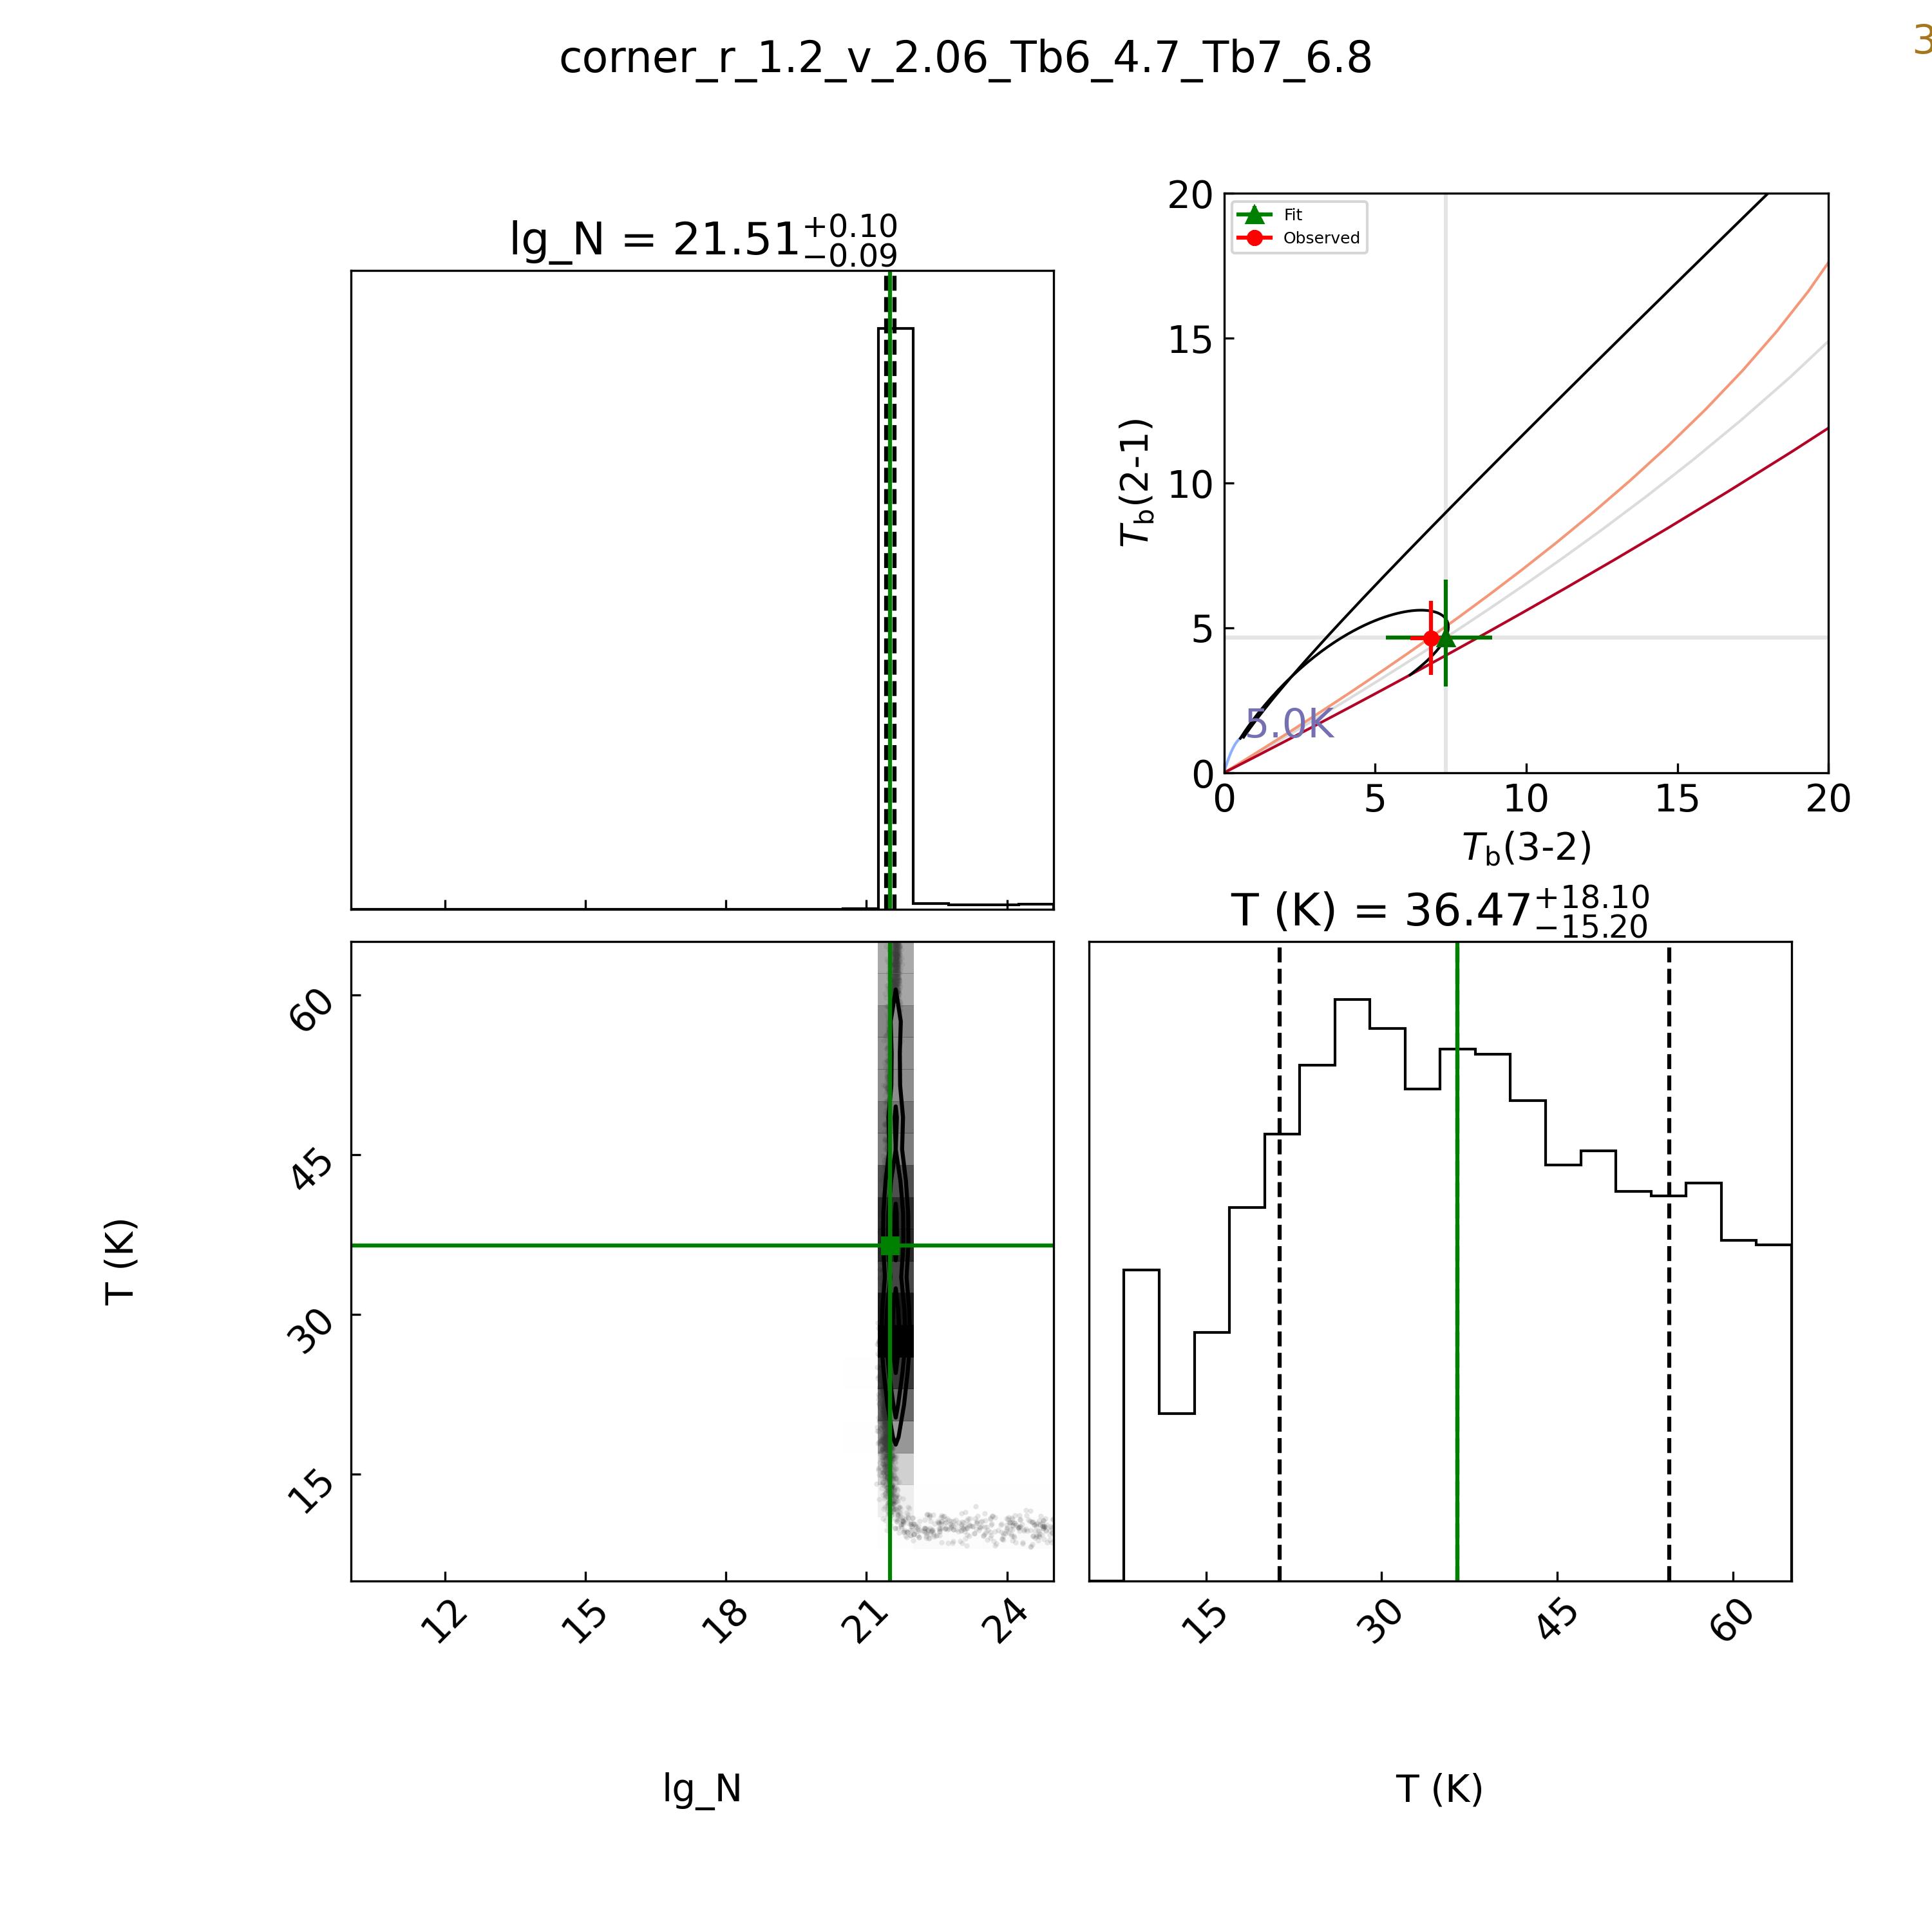 3
corner_r_1.2_v_2.06_Tb6_4.7_Tb7_6.8
lg_N = 21.51 +0.10 −0.09
20
15
10
5
0
T_b(2-1)
Fit
Observed
5.0K
0 5 10 15 20
T_b(3-2)
T (K) = 36.47 +18.10 −15.20
60
45
30
15
T (K)
12 15 18 21 24
15 30 45 60
lg_N
T (K)